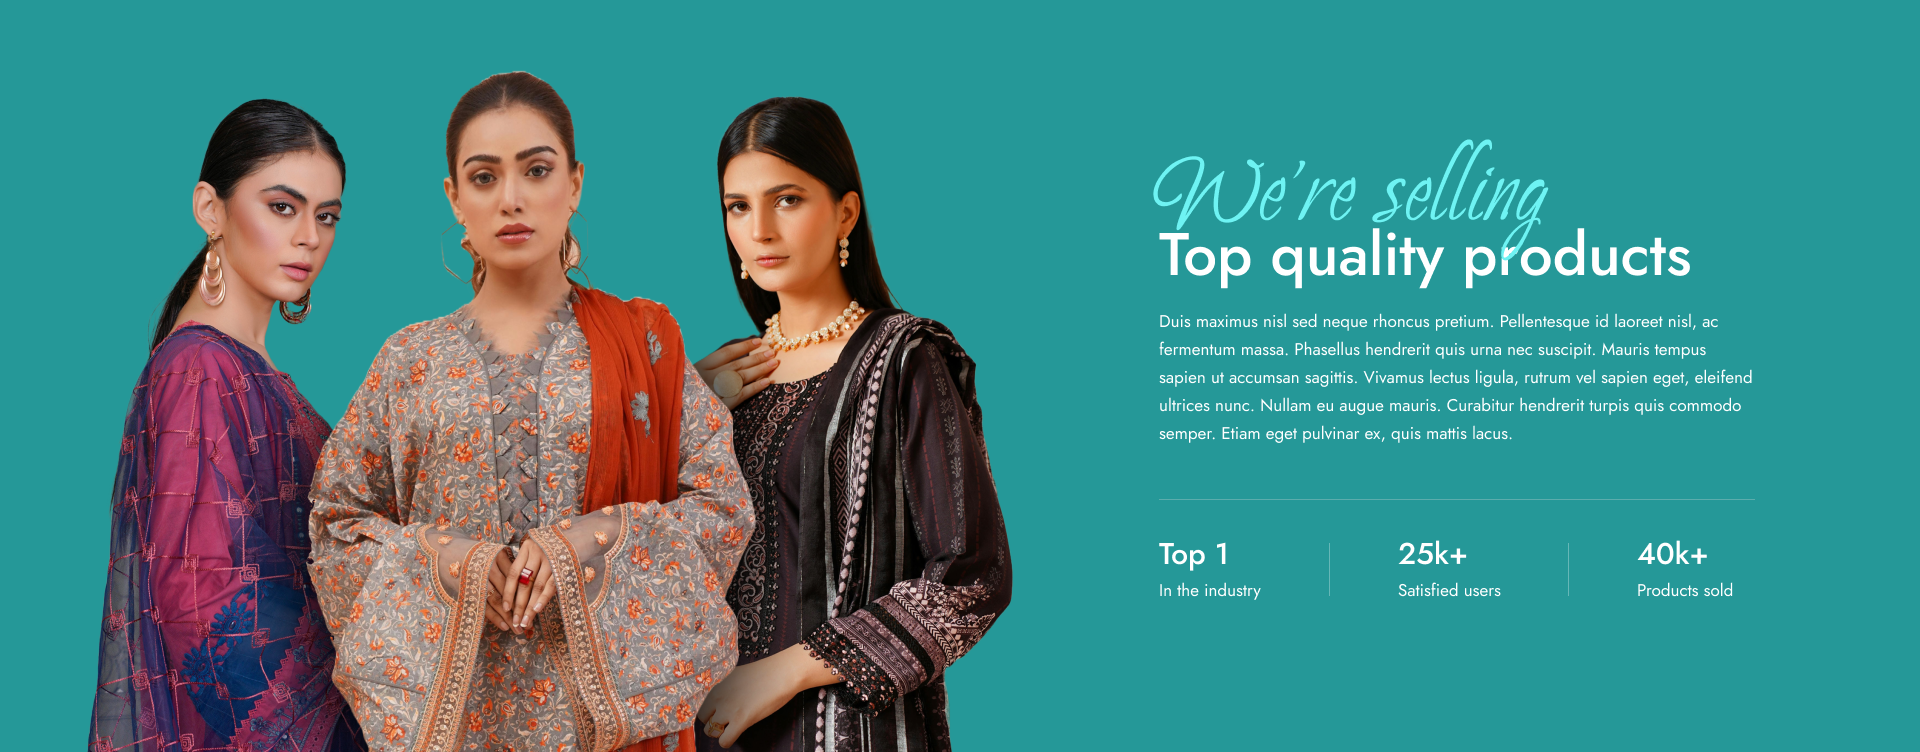 We're selling
Top quality products
Duis maximus nisl sed neque rhoncus pretium. Pellentesque id laoreet nisl, ac
fermentum massa. Phasellus hendrerit quis urna nec suscipit. Mauris tempus
sapien ut accumsan sagittis. Vivamus lectus ligula, rutrum vel sapien eget, eleifend
ultrices nunc. Nullam eu augue mauris. Curabitur hendrerit turpis quis commodo
semper. Etiam eget pulvinar ex, quis mattis lacus.
Top 1
In the industry
25k+
Satisfied users
40k+
Products sold